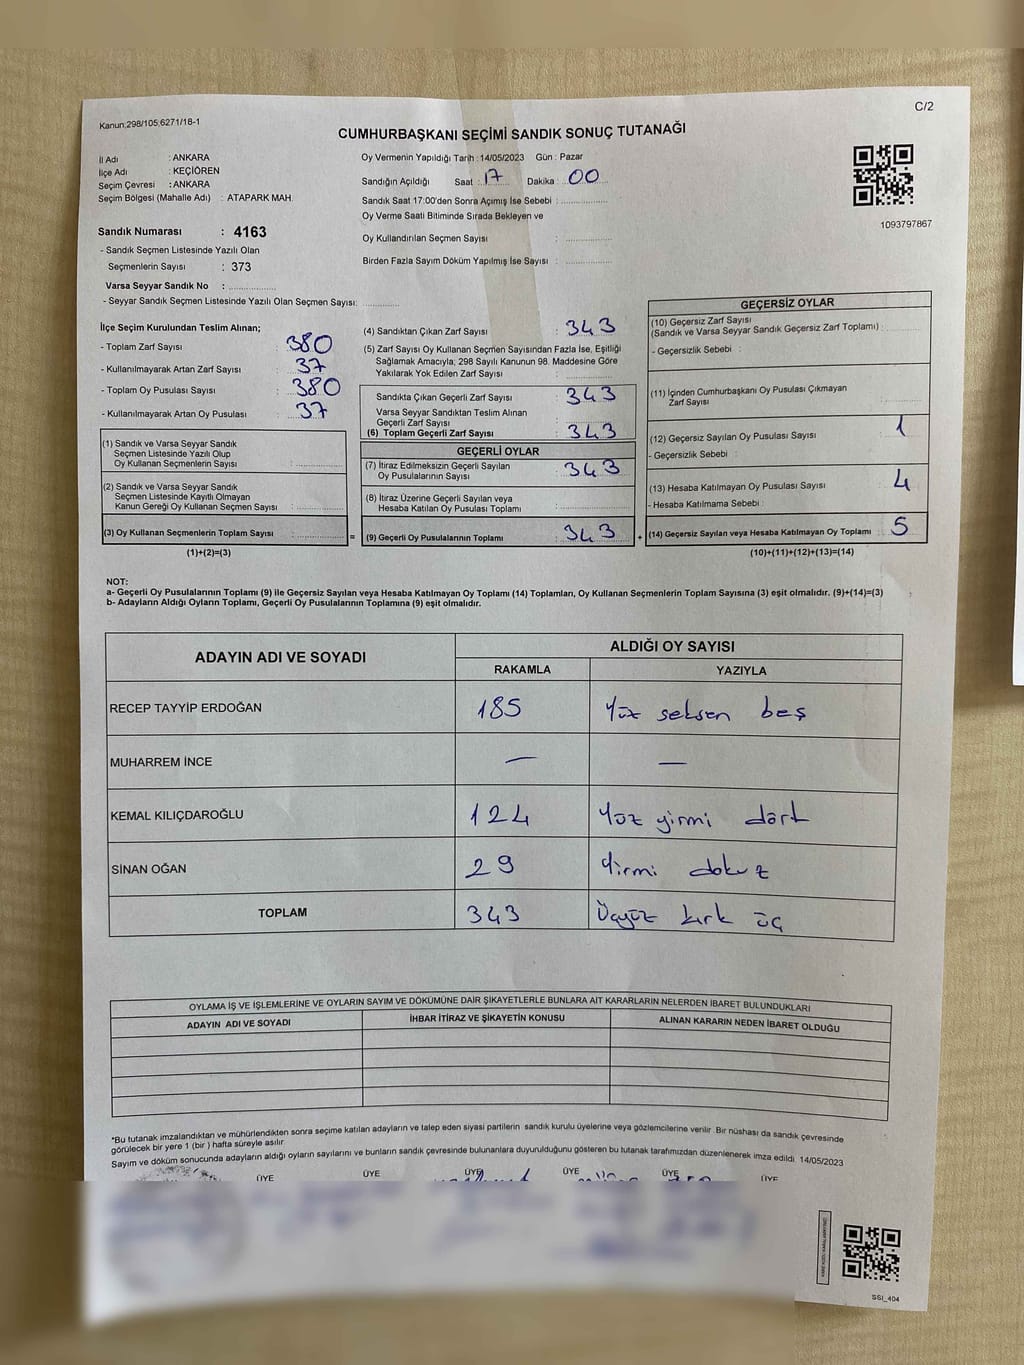 C/2
Kanun:298/105,6271/18-1
CUMHURBAŞKANI SEÇİMİ SANDIK SONUÇ TUTANAĞI
İl Adı : ANKARA
İlçe Adı : KEÇİÖREN
Seçim Çevresi : ANKARA
Seçim Bölgesi (Mahalle Adı) : ATAPARK MAH.
Sandık Numarası : 4163
- Sandık Seçmen Listesinde Yazılı Olan
Seçmenlerin Sayısı : 373
Varsa Seyyar Sandık No :
- Seyyar Sandık Seçmen Listesinde Yazılı Olan Seçmen Sayısı:
Oy Vermenin Yapıldığı Tarih : 14/05/2023 Gün : Pazar
Sandığın Açıldığı Saat : 17 Dakika : 00
Sandık Saat 17:00'den Sonra Açımış İse Sebebi :
Oy Verme Saati Bitiminde Sırada Bekleyen ve
Oy Kullandırılan Seçmen Sayısı :
Birden Fazla Sayım Döküm Yapılmış İse Sayısı :
1093797867
İlçe Seçim Kurulundan Teslim Alınan;
- Toplam Zarf Sayısı : 380
- Kullanılmayarak Artan Zarf Sayısı : 37
- Toplam Oy Pusulası Sayısı : 380
- Kullanılmayarak Artan Oy Pusulası : 37
(1) Sandık ve Varsa Seyyar Sandık
Seçmen Listesinde Yazılı Olup
Oy Kullanan Seçmenlerin Sayısı :
(2) Sandık ve Varsa Seyyar Sandık
Seçmen Listesinde Kayıtlı Olmayan
Kanun Gereği Oy Kullanan Seçmen Sayısı :
(3) Oy Kullanan Seçmenlerin Toplam Sayısı :
(1)+(2)=(3)
(4) Sandıktan Çıkan Zarf Sayısı : 343
(5) Zarf Sayısı Oy Kullanan Seçmen Sayısından Fazla İse, Eşitliği
Sağlamak Amacıyla; 298 Sayılı Kanunun 98. Maddesine Göre
Yakılarak Yok Edilen Zarf Sayısı :
Sandıkta Çıkan Geçerli Zarf Sayısı : 343
Varsa Seyyar Sandıktan Teslim Alınan
Geçerli Zarf Sayısı :
(6) Toplam Geçerli Zarf Sayısı : 343
GEÇERLİ OYLAR
(7) İtiraz Edilmeksizin Geçerli Sayılan
Oy Pusulalarının Sayısı : 343
(8) İtiraz Üzerine Geçerli Sayılan veya
Hesaba Katılan Oy Pusulası Toplamı :
= (9) Geçerli Oy Pusulalarının Toplamı : 343 +
GEÇERSİZ OYLAR
(10) Geçersiz Zarf Sayısı
(Sandık ve Varsa Seyyar Sandık Geçersiz Zarf Toplamı) :
- Geçersizlik Sebebi :
(11) İçinden Cumhurbaşkanı Oy Pusulası Çıkmayan
Zarf Sayısı :
(12) Geçersiz Sayılan Oy Pusulası Sayısı : 1
- Geçersizlik Sebebi :
(13) Hesaba Katılmayan Oy Pusulası Sayısı : 4
- Hesaba Katılmama Sebebi :
(14) Geçersiz Sayılan veya Hesaba Katılmayan Oy Toplamı : 5
(10)+(11)+(12)+(13)=(14)
NOT:
a- Geçerli Oy Pusulalarının Toplamı (9) ile Geçersiz Sayılan veya Hesaba Katılmayan Oy Toplamı (14) Toplamları, Oy Kullanan Seçmenlerin Toplam Sayısına (3) eşit olmalıdır. (9)+(14)=(3)
b- Adayların Aldığı Oyların Toplamı, Geçerli Oy Pusulalarının Toplamına (9) eşit olmalıdır.
ADAYIN ADI VE SOYADI ALDIĞI OY SAYISI
RAKAMLA YAZIYLA
RECEP TAYYİP ERDOĞAN 185 Yüz seksen beş
MUHARREM İNCE — —
KEMAL KILIÇDAROĞLU 124 Yüz yirmi dört
SİNAN OĞAN 29 Yirmi dokuz
TOPLAM 343 Üçyüz kırk üç
OYLAMA İŞ VE İŞLEMLERİNE VE OYLARIN SAYIM VE DÖKÜMÜNE DAİR ŞİKAYETLERLE BUNLARA AİT KARARLARIN NELERDEN İBARET BULUNDUKLARI
ADAYIN ADI VE SOYADI İHBAR İTİRAZ VE ŞİKAYETİN KONUSU ALINAN KARARIN NEDEN İBARET OLDUĞU
*Bu tutanak imzalandıktan ve mühürlendikten sonra seçime katılan adayların ve talep eden siyasi partilerin sandık kurulu üyelerine veya gözlemcilerine verilir. Bir nüshası da sandık çevresinde
görülecek bir yere 1 (bir) hafta süreyle asılır.
Sayım ve döküm sonucunda adayların aldığı oyların sayılarını ve bunların sandık çevresinde bulunanlara duyurulduğunu gösteren bu tutanak tarafımızdan düzenlenerek imza edildi. 14/05/2023
ÜYE ÜYE ÜYE ÜYE ÜYE ÜYE
SSI_404